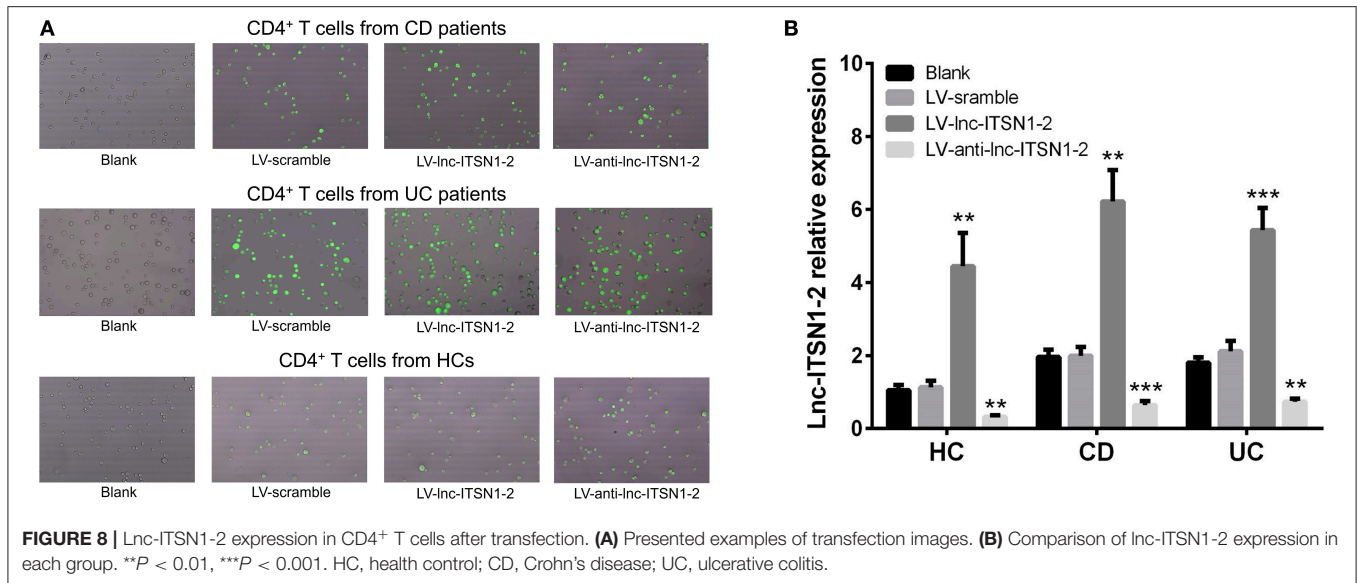 A
CD4+ T cells from CD patients
Blank LV-scramble LV-lnc-ITSN1-2 LV-anti-lnc-ITSN1-2
CD4+ T cells from UC patients
Blank LV-scramble LV-lnc-ITSN1-2 LV-anti-lnc-ITSN1-2
CD4+ T cells from HCs
Blank LV-scramble LV-lnc-ITSN1-2 LV-anti-lnc-ITSN1-2
B
Lnc-ITSN1-2 relative expression
10
8
6
4
2
0
Blank
LV-sramble
LV-lnc-ITSN1-2
LV-anti-lnc-ITSN1-2
** ** ** *** *** **
HC CD UC
FIGURE 8 | Lnc-ITSN1-2 expression in CD4+ T cells after transfection. (A) Presented examples of transfection images. (B) Comparison of lnc-ITSN1-2 expression in
each group. **P < 0.01, ***P < 0.001. HC, health control; CD, Crohn's disease; UC, ulcerative colitis.